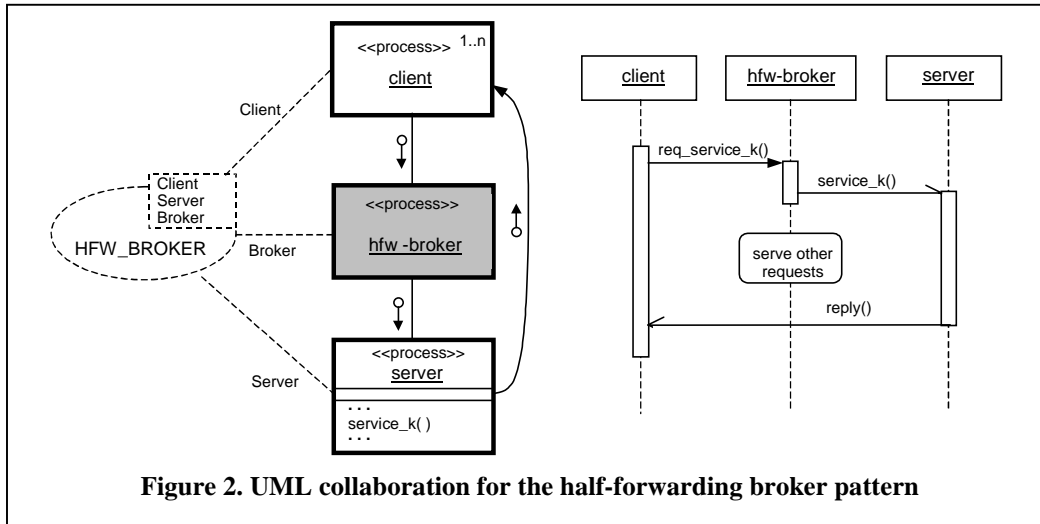 <<process>>
1..n
client
Client
Client
Server
Broker
HFW_BROKER
Broker
<<process>>
hfw -broker
Server
<<process>>
server
. . .
service_k( )
. . .
client
hfw-broker
server
req_service_k()
service_k()
serve other
requests
reply()
Figure 2. UML collaboration for the half-forwarding broker pattern